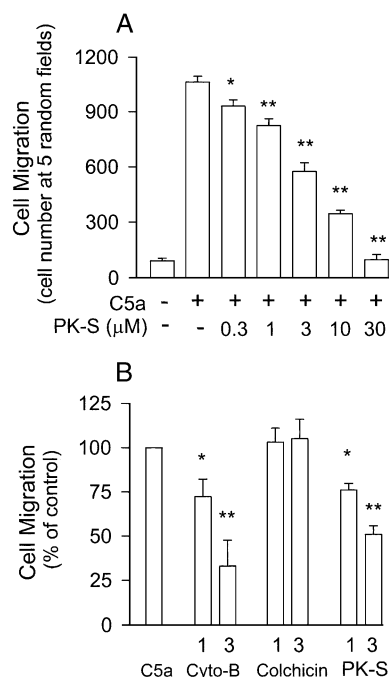 A
Cell Migration
(cell number at 5 random fields)
1200
900
600
300
0
* ** ** ** **
C5a - + + + + + +
PK-S (μM) - - 0.3 1 3 10 30
B
Cell Migration
(% of control)
125
100
75
50
25
0
* ** * **
1 3 1 3 1 3
C5a Cyto-B Colchicin PK-S